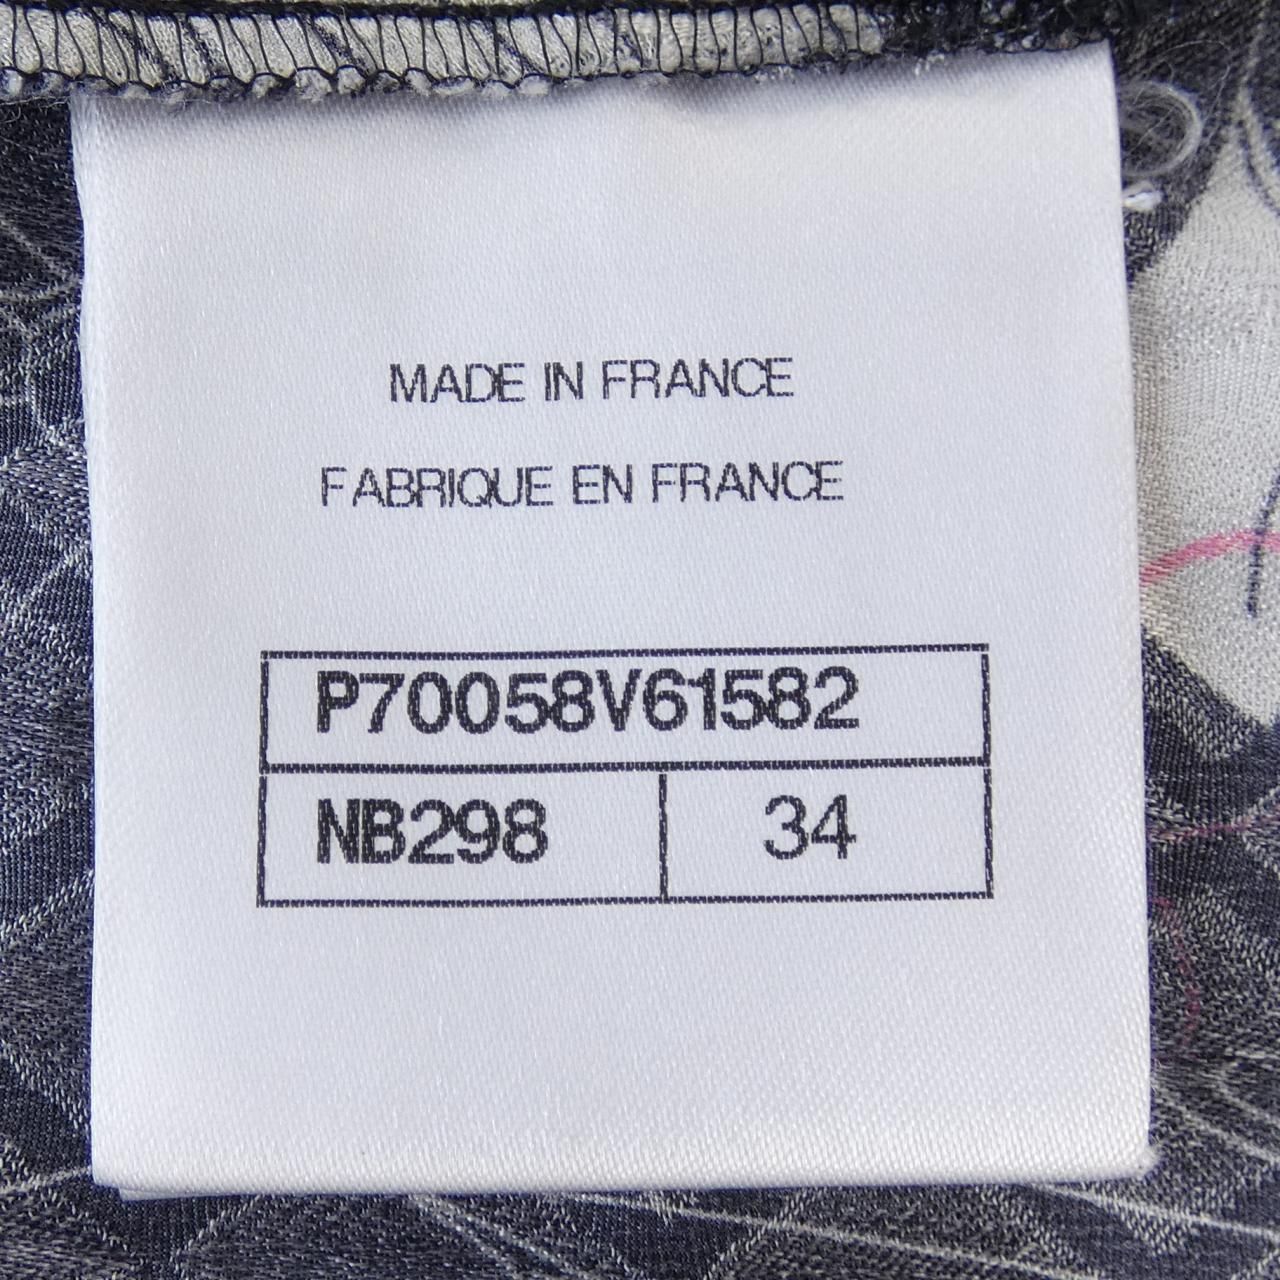 MADE IN FRANCE
FABRIQUE EN FRANCE
P70058V61582
NB298 34